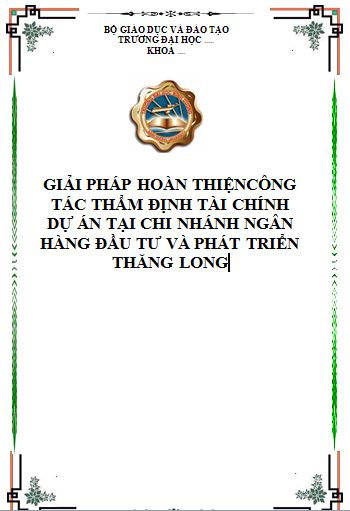 BỘ GIÁO DỤC VÀ ĐÀO TẠO
TRƯỜNG ĐẠI HỌC .....
KHOA ....
GIẢI PHÁP HOÀN THIỆNCÔNG
TÁC THẨM ĐỊNH TÀI CHÍNH
DỰ ÁN TẠI CHI NHÁNH NGÂN
HÀNG ĐẦU TƯ VÀ PHÁT TRIỂN
THĂNG LONG